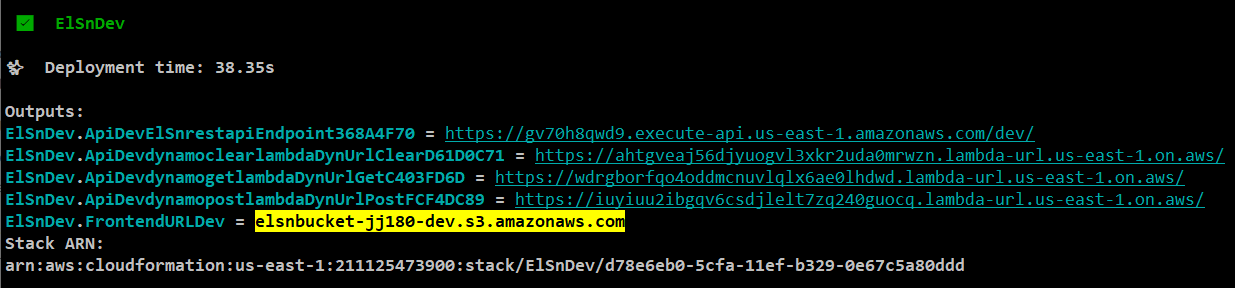 ✅ ElSnDev
✨ Deployment time: 38.35s
Outputs:
ElSnDev.ApiDevElSnrestapiEndpoint368A4F70 = https://gv70h8qwd9.execute-api.us-east-1.amazonaws.com/dev/
ElSnDev.ApiDevdynamoclearlambdaDynUrlClearD61D0C71 = https://ahtgveaj56djyuogvl3xkr2uda0mrwzn.lambda-url.us-east-1.on.aws/
ElSnDev.ApiDevdynamogetlambdaDynUrlGetC403FD6D = https://wdrgborfqo4oddmcnuvlqlx6ae0lhdwd.lambda-url.us-east-1.on.aws/
ElSnDev.ApiDevdynamopostlambdaDynUrlPostFCF4DC89 = https://iuyiuu2ibgqv6csdjlelt7zq240guocq.lambda-url.us-east-1.on.aws/
ElSnDev.FrontendURLDev = elsnbucket-jj180-dev.s3.amazonaws.com
Stack ARN:
arn:aws:cloudformation:us-east-1:211125473900:stack/ElSnDev/d78e6eb0-5cfa-11ef-b329-0e67c5a80ddd